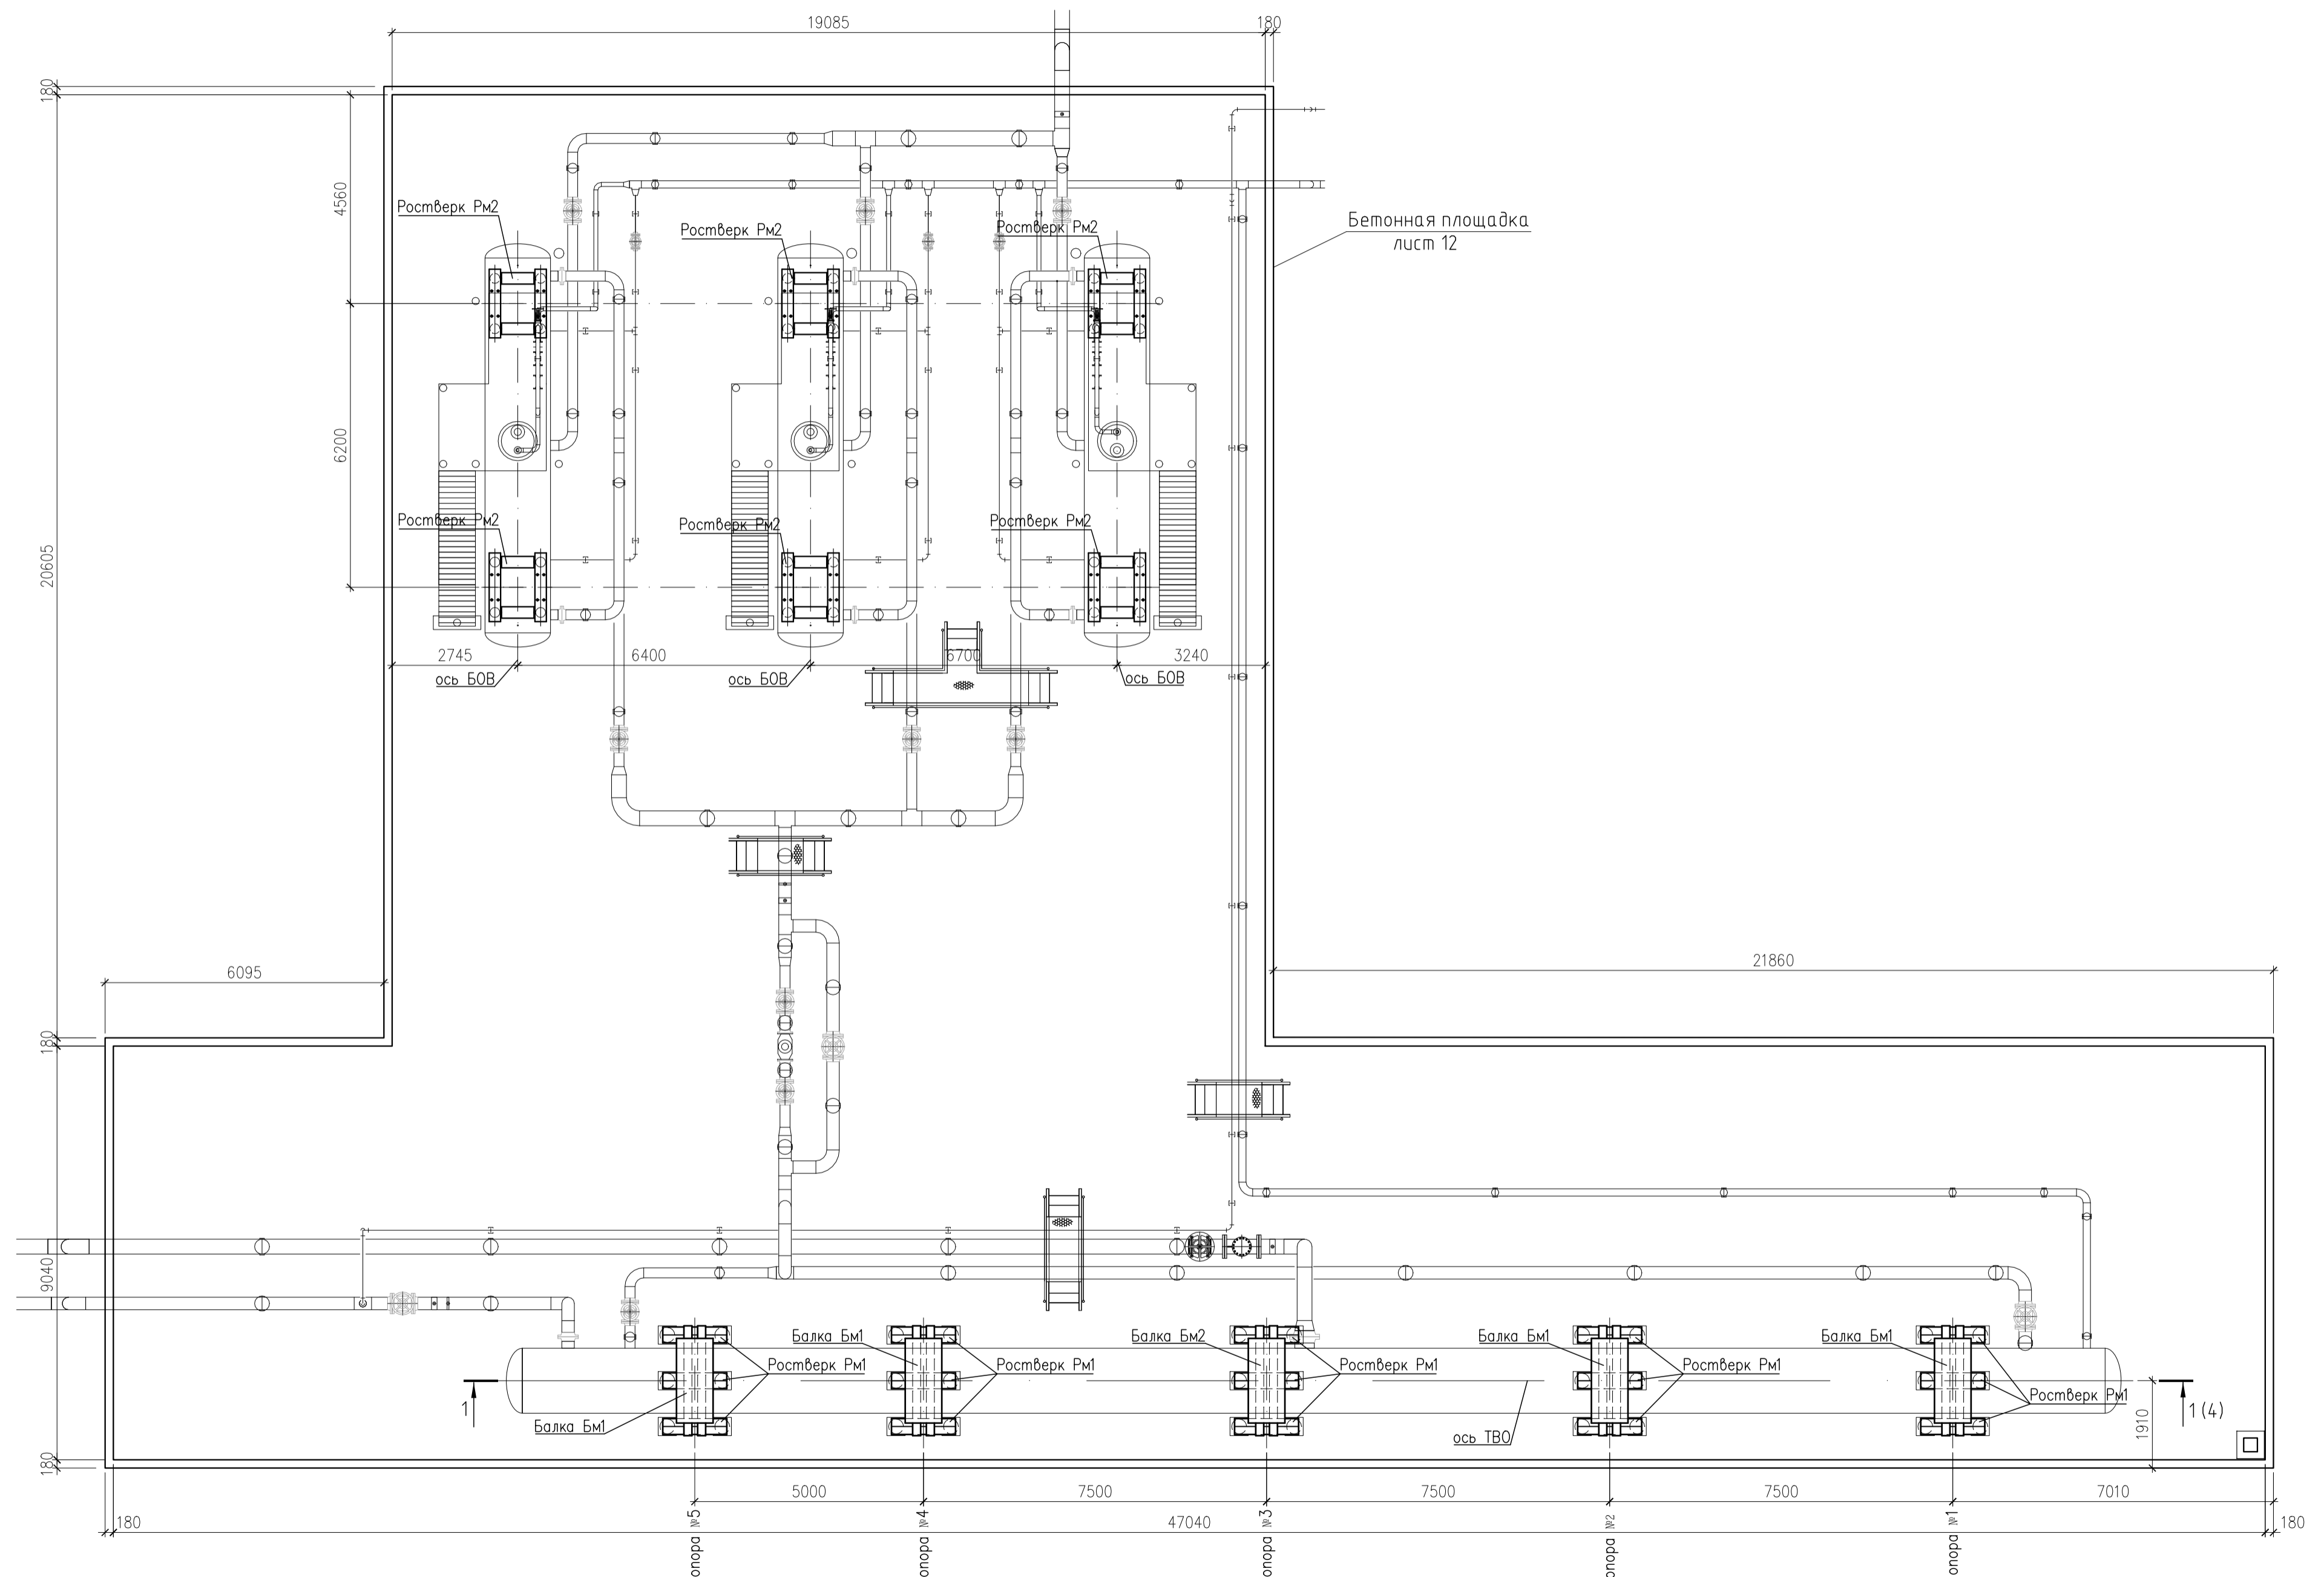 19085
180
180
4560
Ростверк Рм2
Ростверк Рм2
Ростверк Рм2
Бетонная площадка
лист 12
6200
20605
Ростверк Рм2
Ростверк Рм2
Ростверк Рм2
2745
6400
6700
3240
ось БОВ
ось БОВ
ось БОВ
6095
21860
180
9040
Балка Бм1
Балка Бм2
Балка Бм1
Балка Бм1
Ростверк Рм1
Ростверк Рм1
Ростверк Рм1
Ростверк Рм1
Ростверк Рм1
1
1 (4)
Балка Бм1
ось ТВО
1910
180
5000
7500
7500
7500
7010
180
47040
180
опора №5
опора №4
опора №3
опора №2
опора №1